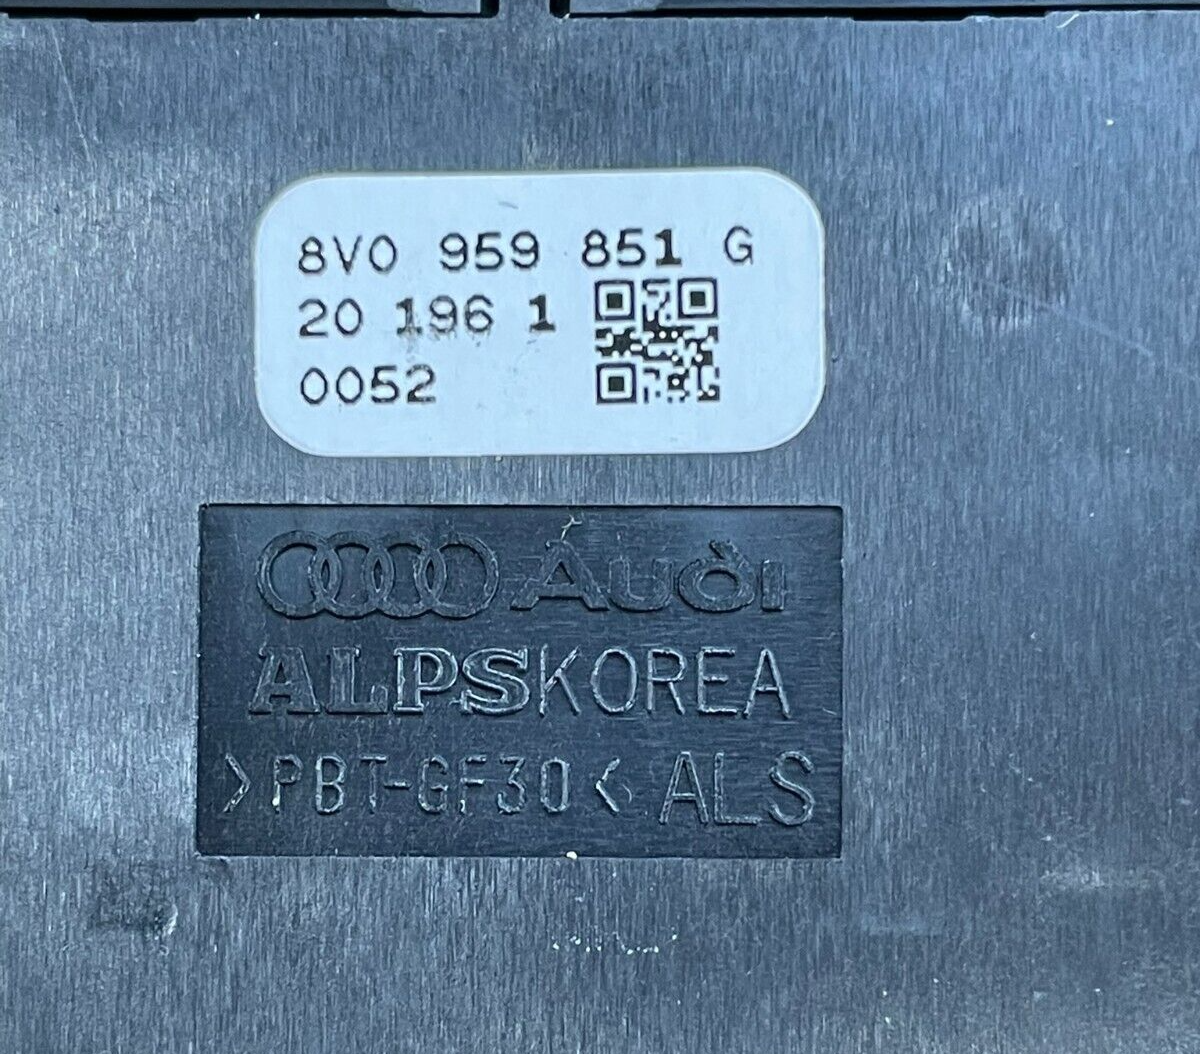 8V0 959 851 G
20 196 1
0052
Audi
ALPSKOREA
>PBT-GF30< ALS